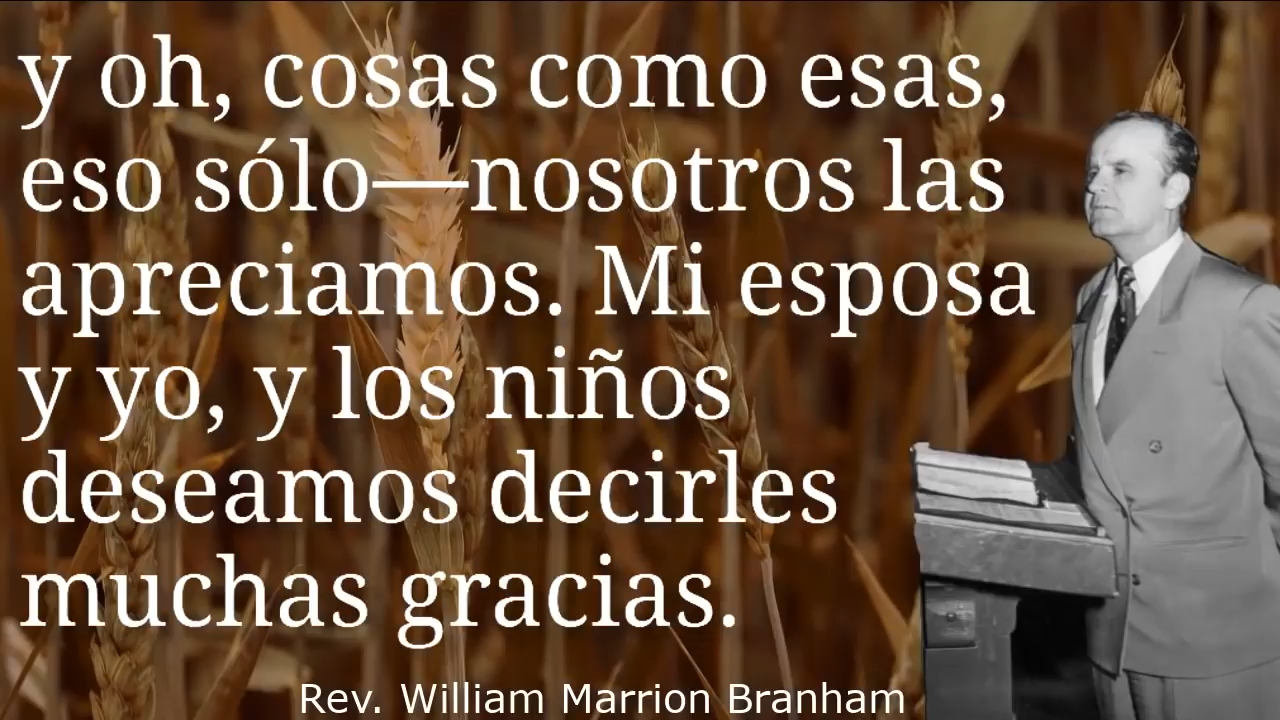 y oh, cosas como esas,
eso sólo—nosotros las
apreciamos. Mi esposa
y yo, y los niños
deseamos decirles
muchas gracias.
Rev. William Marrion Branham